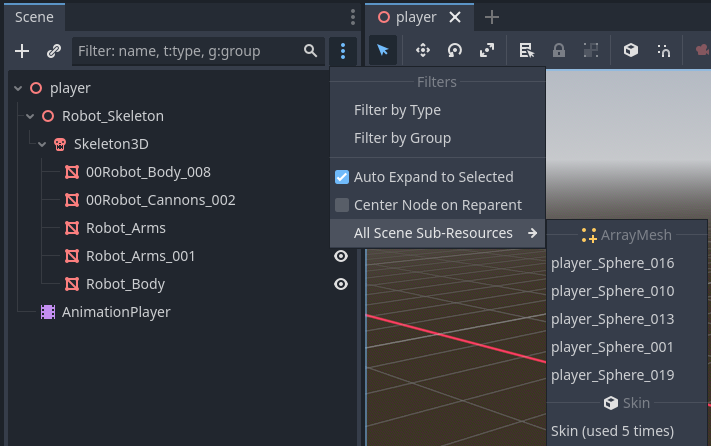 Scene
player
Filter: name, t:type, g:group
Filters
player
Robot_Skeleton
Skeleton3D
00Robot_Body_008
00Robot_Cannons_002
Robot_Arms
Robot_Arms_001
Robot_Body
AnimationPlayer
Filter by Type
Filter by Group
Auto Expand to Selected
Center Node on Reparent
All Scene Sub-Resources
ArrayMesh
player_Sphere_016
player_Sphere_010
player_Sphere_013
player_Sphere_001
player_Sphere_019
Skin
Skin (used 5 times)